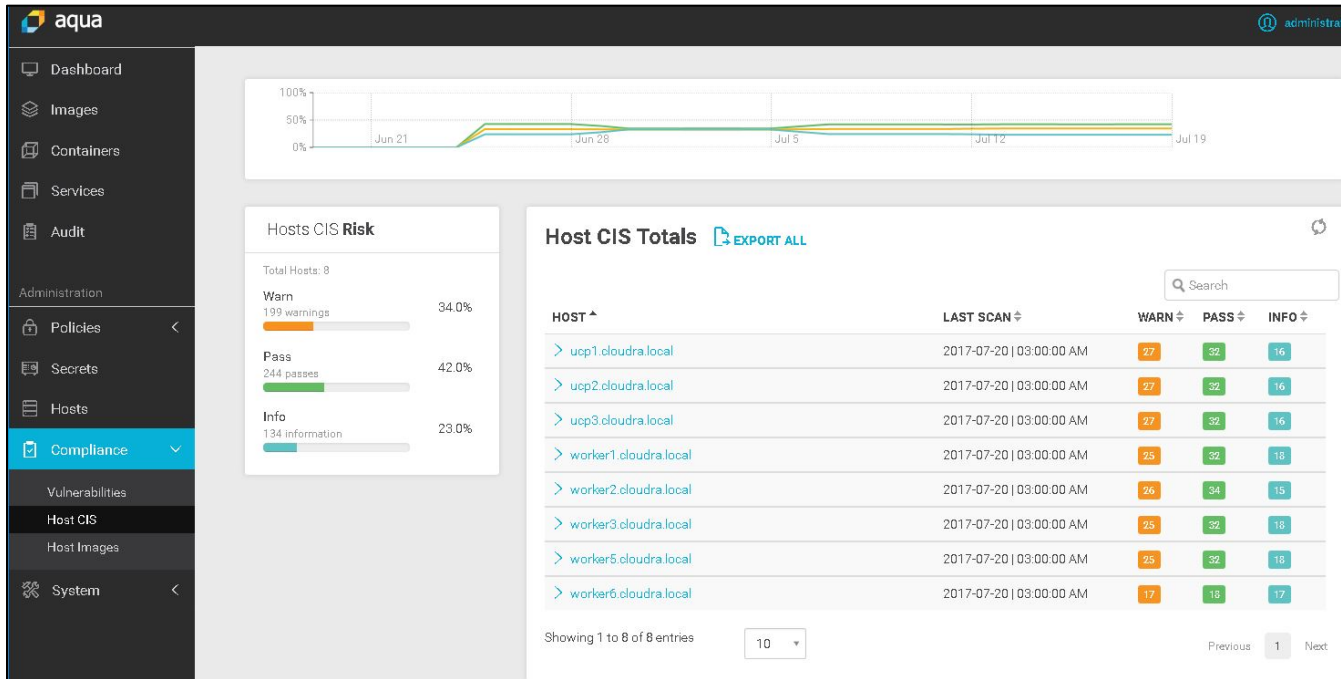 aqua
administra
Dashboard
Images
Containers
Services
Audit
Administration
Policies
Secrets
Hosts
Compliance
Vulnerabilities
Host CIS
Host Images
System
100%
50%
0%
Jun 21
Jun 28
Jul 5
Jul 12
Jul 19
Hosts CIS Risk
Total Hosts: 8
Warn
199 warnings
34.0%
Pass
244 passes
42.0%
Info
134 information
23.0%
Host CIS Totals EXPORT ALL
Search
HOST LAST SCAN WARN PASS INFO
ucp1.cloudra.local 2017-07-20 | 03:00:00 AM 27 32 16
ucp2.cloudra.local 2017-07-20 | 03:00:00 AM 27 32 16
ucp3.cloudra.local 2017-07-20 | 03:00:00 AM 27 32 16
worker1.cloudra.local 2017-07-20 | 03:00:00 AM 25 32 18
worker2.cloudra.local 2017-07-20 | 03:00:00 AM 26 34 15
worker3.cloudra.local 2017-07-20 | 03:00:00 AM 25 32 18
worker5.cloudra.local 2017-07-20 | 03:00:00 AM 25 32 18
worker6.cloudra.local 2017-07-20 | 03:00:00 AM 17 18 17
Showing 1 to 8 of 8 entries 10 Previous 1 Next